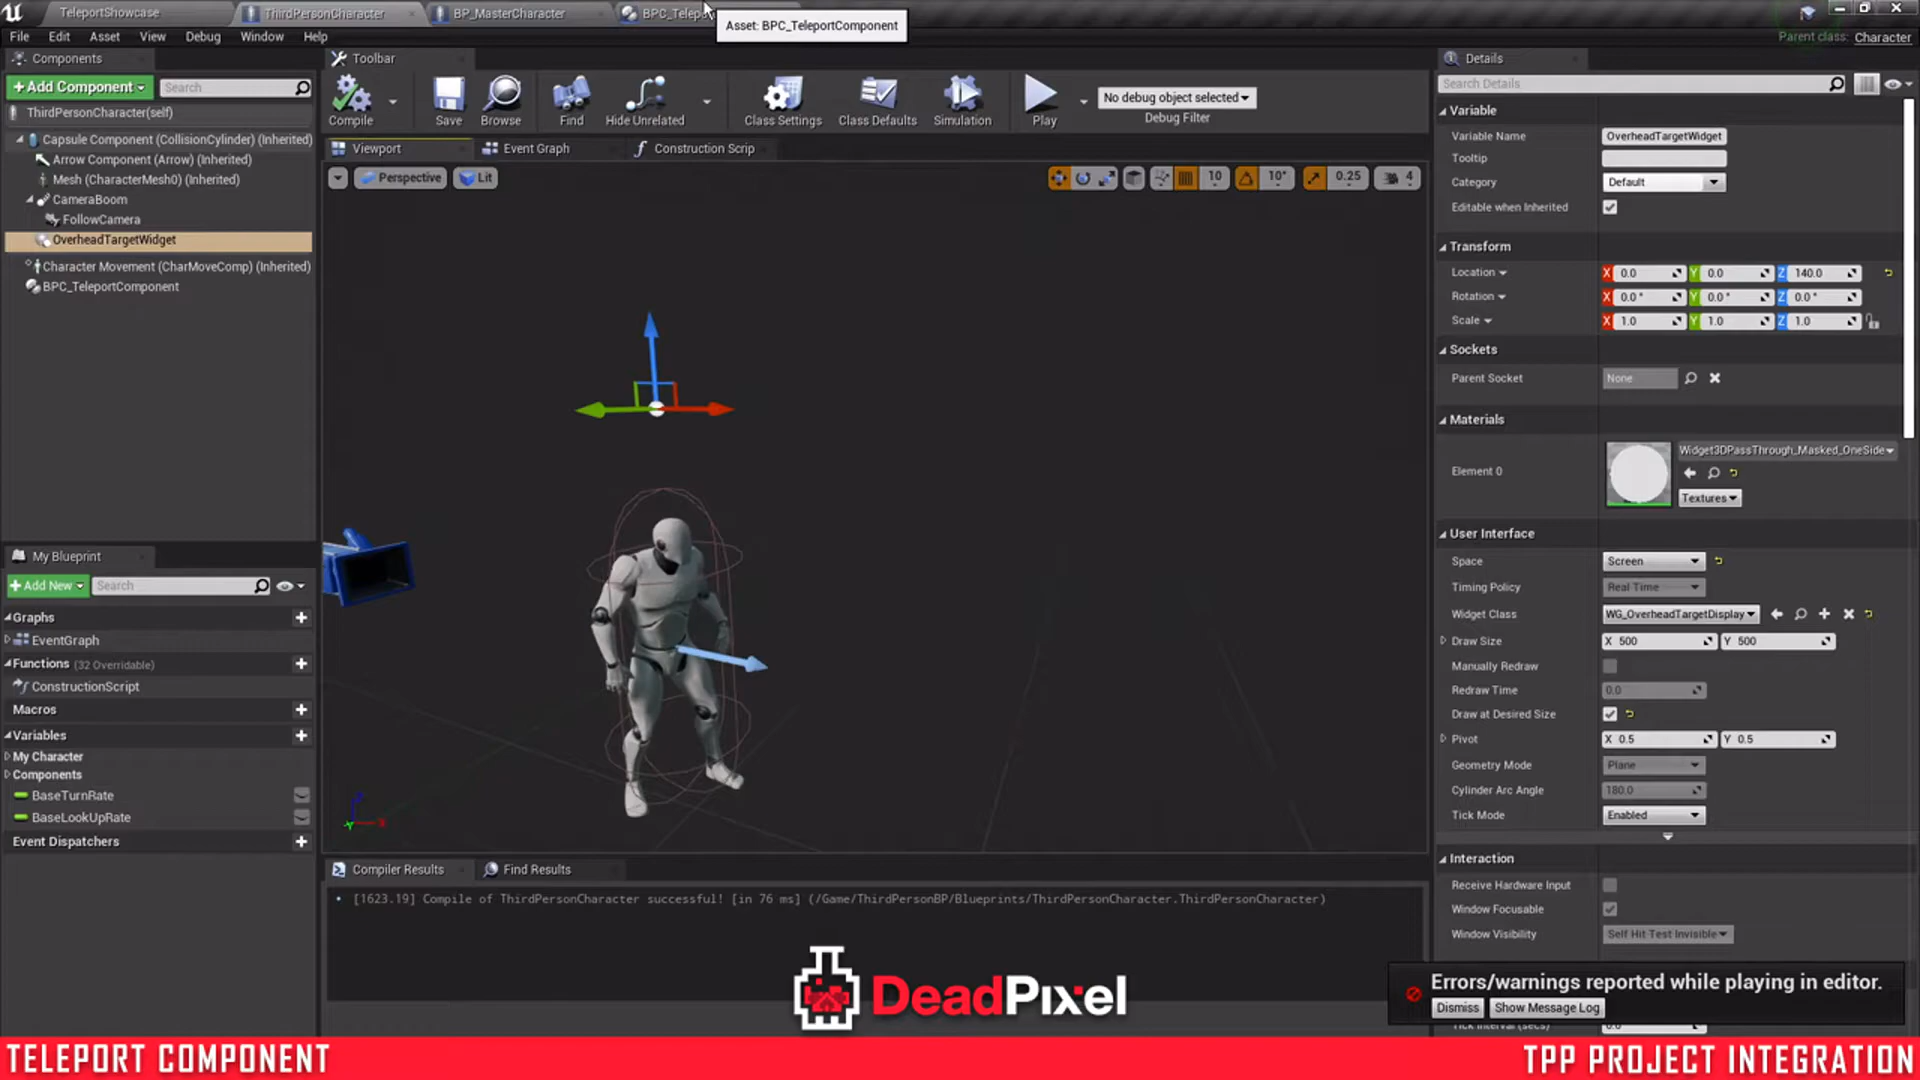 TeleportShowcase
ThirdPersonCharacter
BP_MasterCharacter
BPC_Telep
Asset: BPC_TeleportComponent
File Edit Asset View Debug Window Help
Parent class: Character
Components
+Add Component
Search
ThirdPersonCharacter(self)
Capsule Component (CollisionCylinder) (Inherited)
Arrow Component (Arrow) (Inherited)
Mesh (CharacterMesh0) (Inherited)
CameraBoom
FollowCamera
OverheadTargetWidget
Character Movement (CharMoveComp) (Inherited)
BPC_TeleportComponent
My Blueprint
+Add New
Search
Graphs
EventGraph
Functions (32 Overridable)
ConstructionScript
Macros
Variables
My Character
Components
BaseTurnRate
BaseLookUpRate
Event Dispatchers
Toolbar
Compile
Save
Browse
Find
Hide Unrelated
Class Settings
Class Defaults
Simulation
Play
No debug object selected
Debug Filter
Viewport
Event Graph
Construction Scrip
Perspective
Lit
10
10°
0.25
4
Compiler Results
Find Results
[1623.19] Compile of ThirdPersonCharacter successful! [in 76 ms] (/Game/ThirdPersonBP/Blueprints/ThirdPersonCharacter.ThirdPersonCharacter)
Details
Search Details
Variable
Variable Name OverheadTargetWidget
Tooltip
Category Default
Editable when Inherited
Transform
Location X 0.0 Y 0.0 Z 140.0
Rotation X 0.0° Y 0.0° Z 0.0°
Scale X 1.0 Y 1.0 Z 1.0
Sockets
Parent Socket None
Materials
Element 0
Widget3DPassThrough_Masked_OneSide
Textures
User Interface
Space Screen
Timing Policy Real Time
Widget Class WG_OverheadTargetDisplay
Draw Size X 500 Y 500
Manually Redraw
Redraw Time 0.0
Draw at Desired Size
Pivot X 0.5 Y 0.5
Geometry Mode Plane
Cylinder Arc Angle 180.0
Tick Mode Enabled
Interaction
Receive Hardware Input
Window Focusable
Window Visibility Self Hit Test Invisible
Errors/warnings reported while playing in editor.
Dismiss
Show Message Log
Tick Interval (secs) 0.0
DeadPixel
TELEPORT COMPONENT
TPP PROJECT INTEGRATION